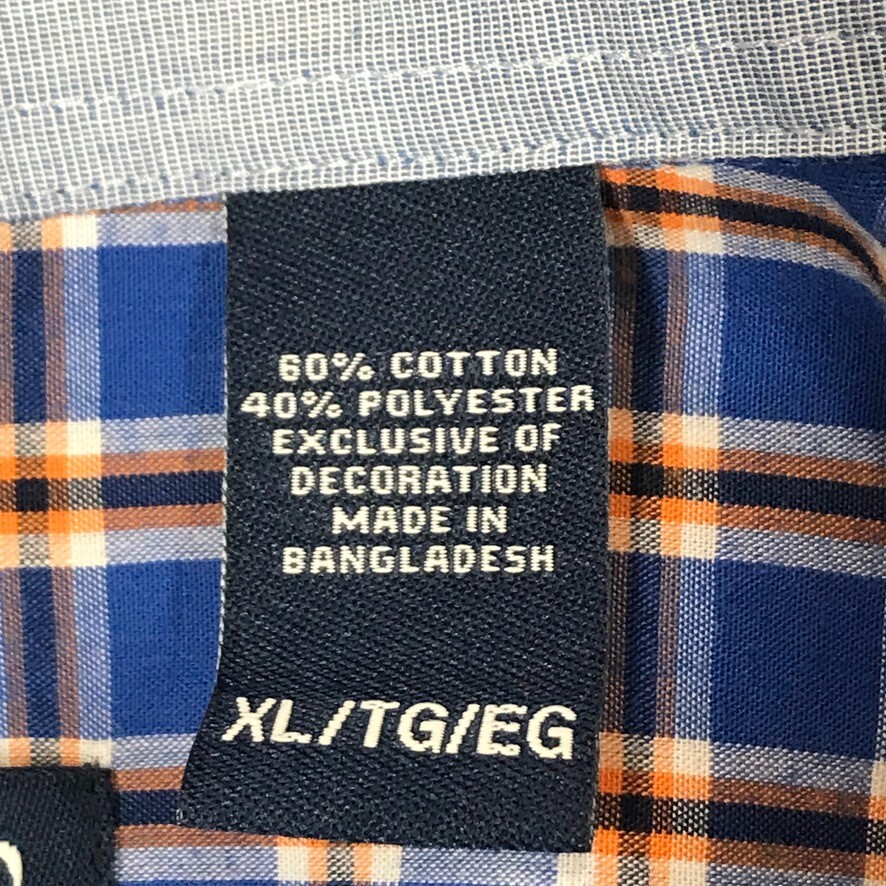 60% COTTON
40% POLYESTER
EXCLUSIVE OF
DECORATION
MADE IN
BANGLADESH
XL/TG/EG